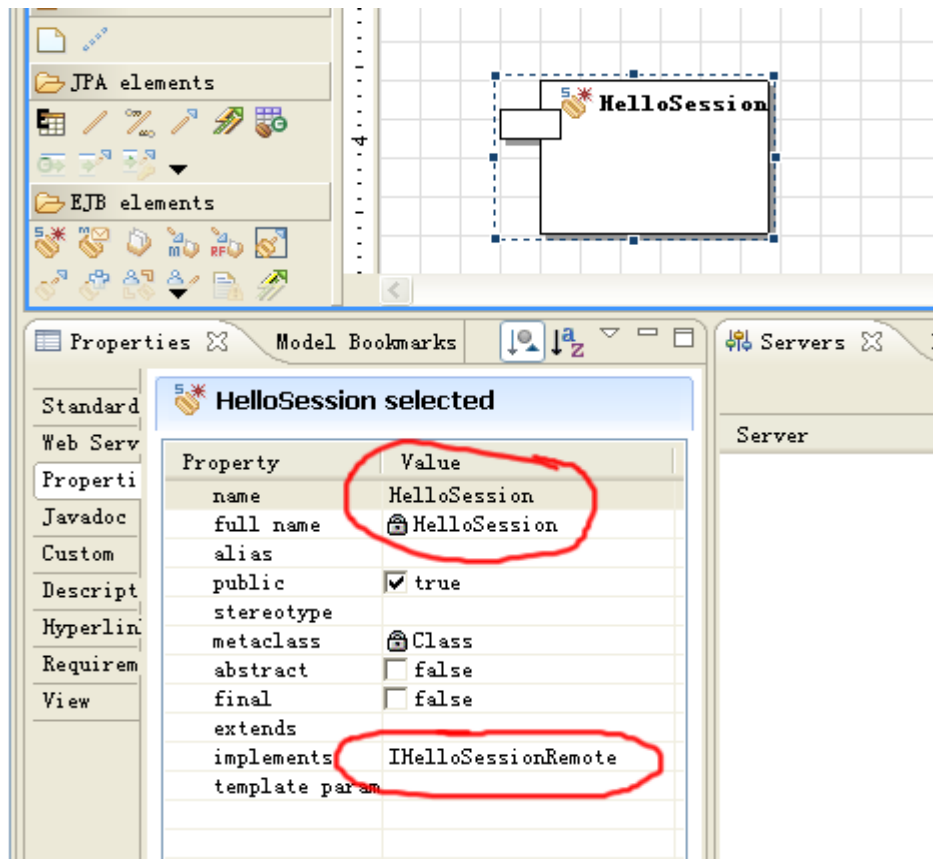 JPA elements
EJB elements
4
HelloSession
Properties
Model Bookmarks
Servers
Standard
Web Serv
Properti
Javadoc
Custom
Descript
Hyperlin
Requirem
View
HelloSession selected
Property Value
name HelloSession
full name HelloSession
alias
public true
stereotype
metaclass Class
abstract false
final false
extends
implements IHelloSessionRemote
template param
Server